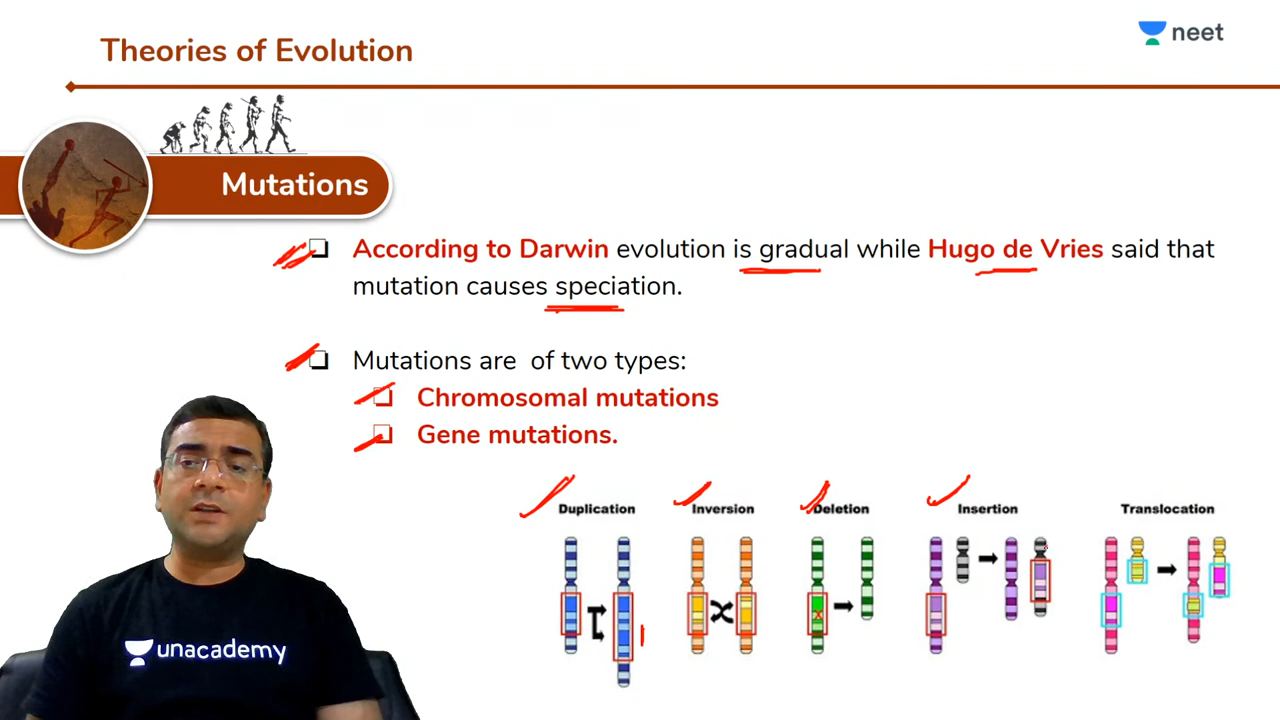 Theories of Evolution
neet
Mutations
According to Darwin evolution is gradual while Hugo de Vries said that
mutation causes speciation.
Mutations are of two types:
Chromosomal mutations
Gene mutations.
Duplication Inversion Deletion Insertion Translocation
unacademy